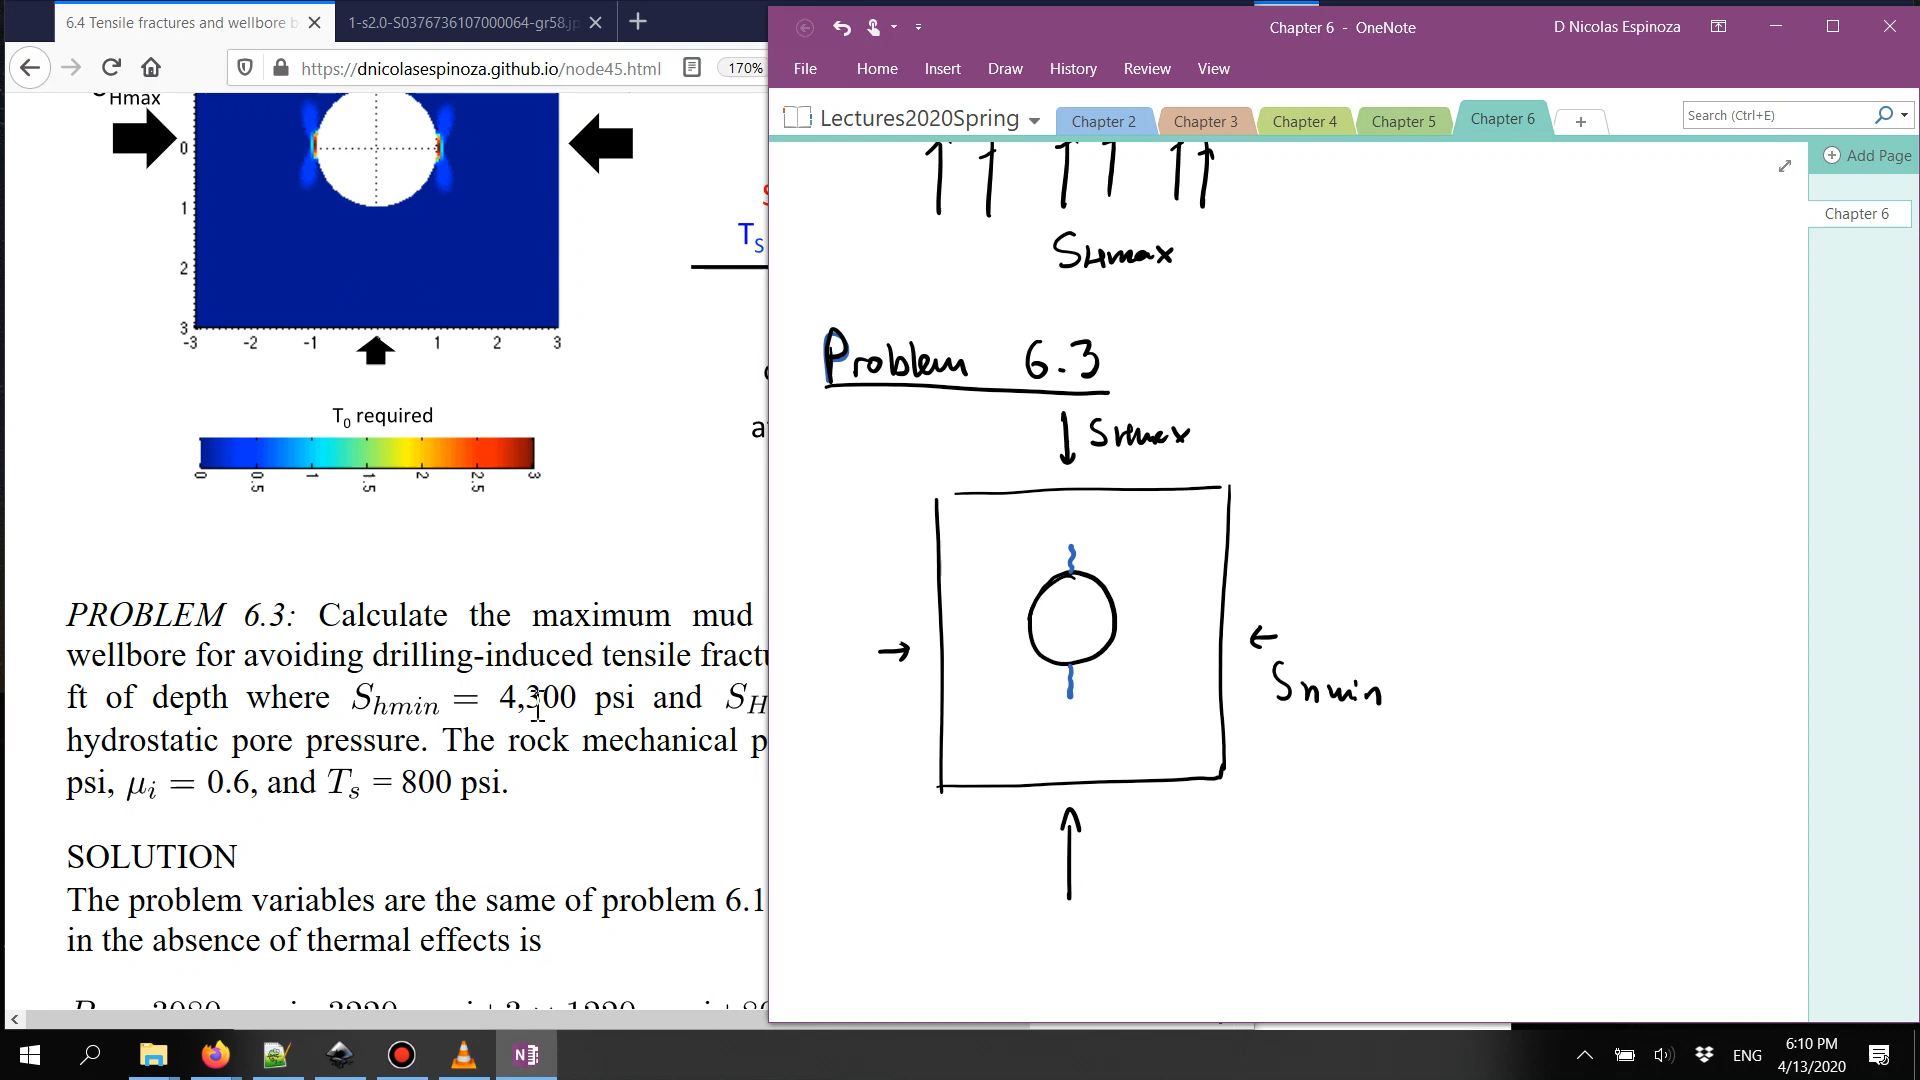 6.4 Tensile fractures and wellbore b
1-s2.0-S0376736107000064-gr58.jp
https://dnicolasespinoza.github.io/node45.html
170%
Hmax
0
1
2
3
-3 -2 -1 1 2 3
T0 required
0 0.5 1 1.5 2 2.5 3
S
TS
PROBLEM 6.3: Calculate the maximum mud
wellbore for avoiding drilling-induced tensile fractu
ft of depth where Shmin = 4,300 psi and SH
hydrostatic pore pressure. The rock mechanical p
psi, μi = 0.6, and Ts = 800 psi.
SOLUTION
The problem variables are the same of problem 6.1
in the absence of thermal effects is
Chapter 6 - OneNote
D Nicolas Espinoza
File Home Insert Draw History Review View
Lectures2020Spring
Chapter 2 Chapter 3 Chapter 4 Chapter 5 Chapter 6
Search (Ctrl+E)
Add Page
Chapter 6
SHmax
Problem 6.3
SHmax
Shmin
ENG
6:10 PM
4/13/2020